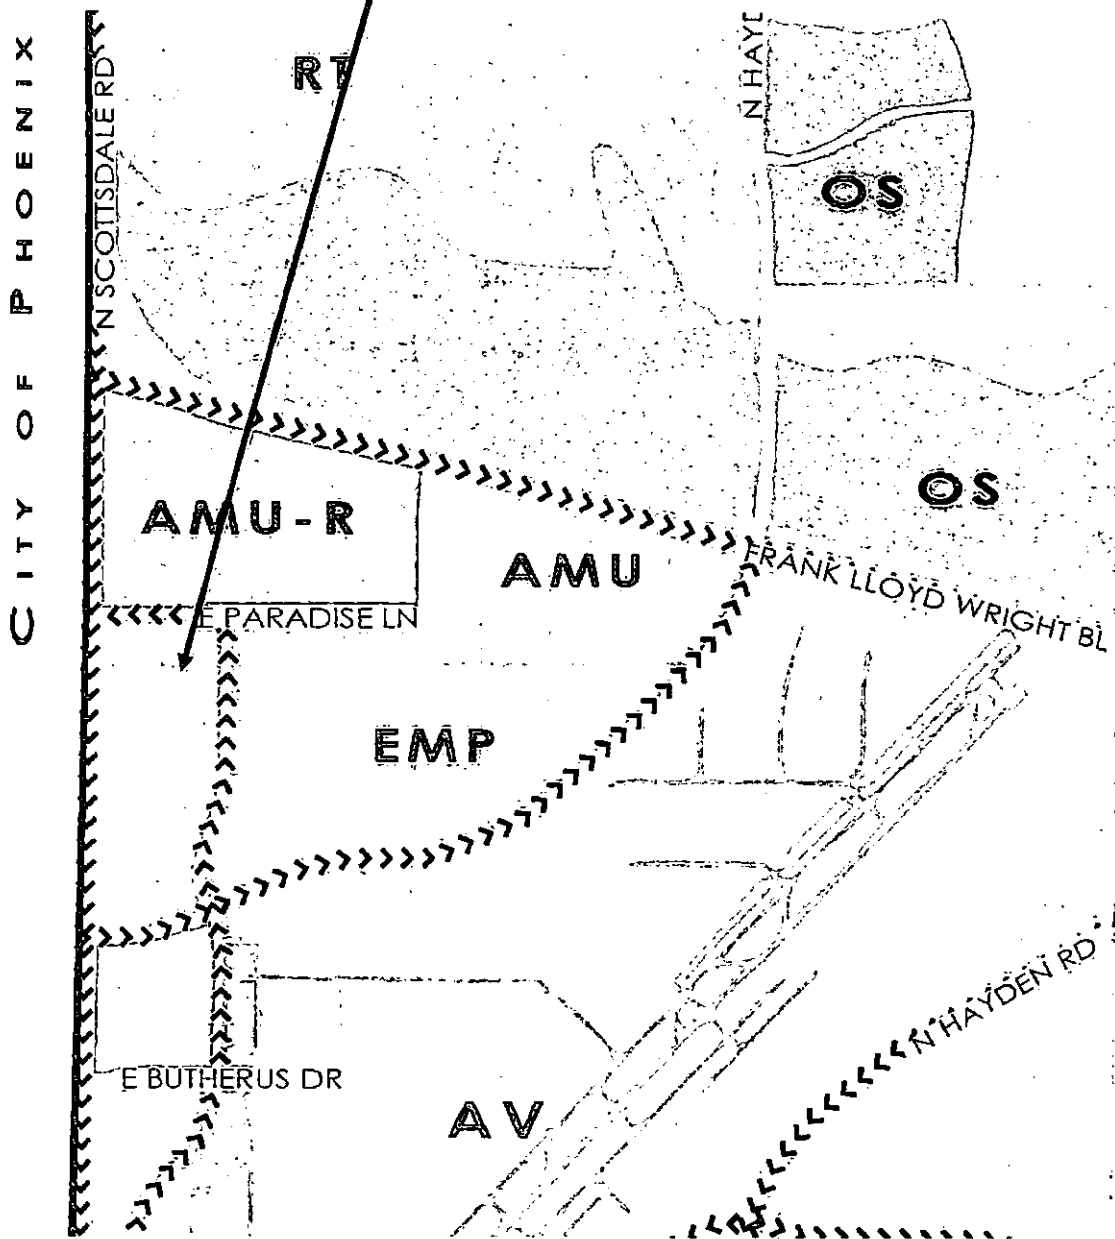 CITY OF PHOENIX
N SCOTTSDALE RD
RT
N HAYD
OS
OS
AMU-R
AMU
FRANK LLOYD WRIGHT BL
E PARADISE LN
EMP
N HAYDEN RD
E BUTHERUS DR
AV